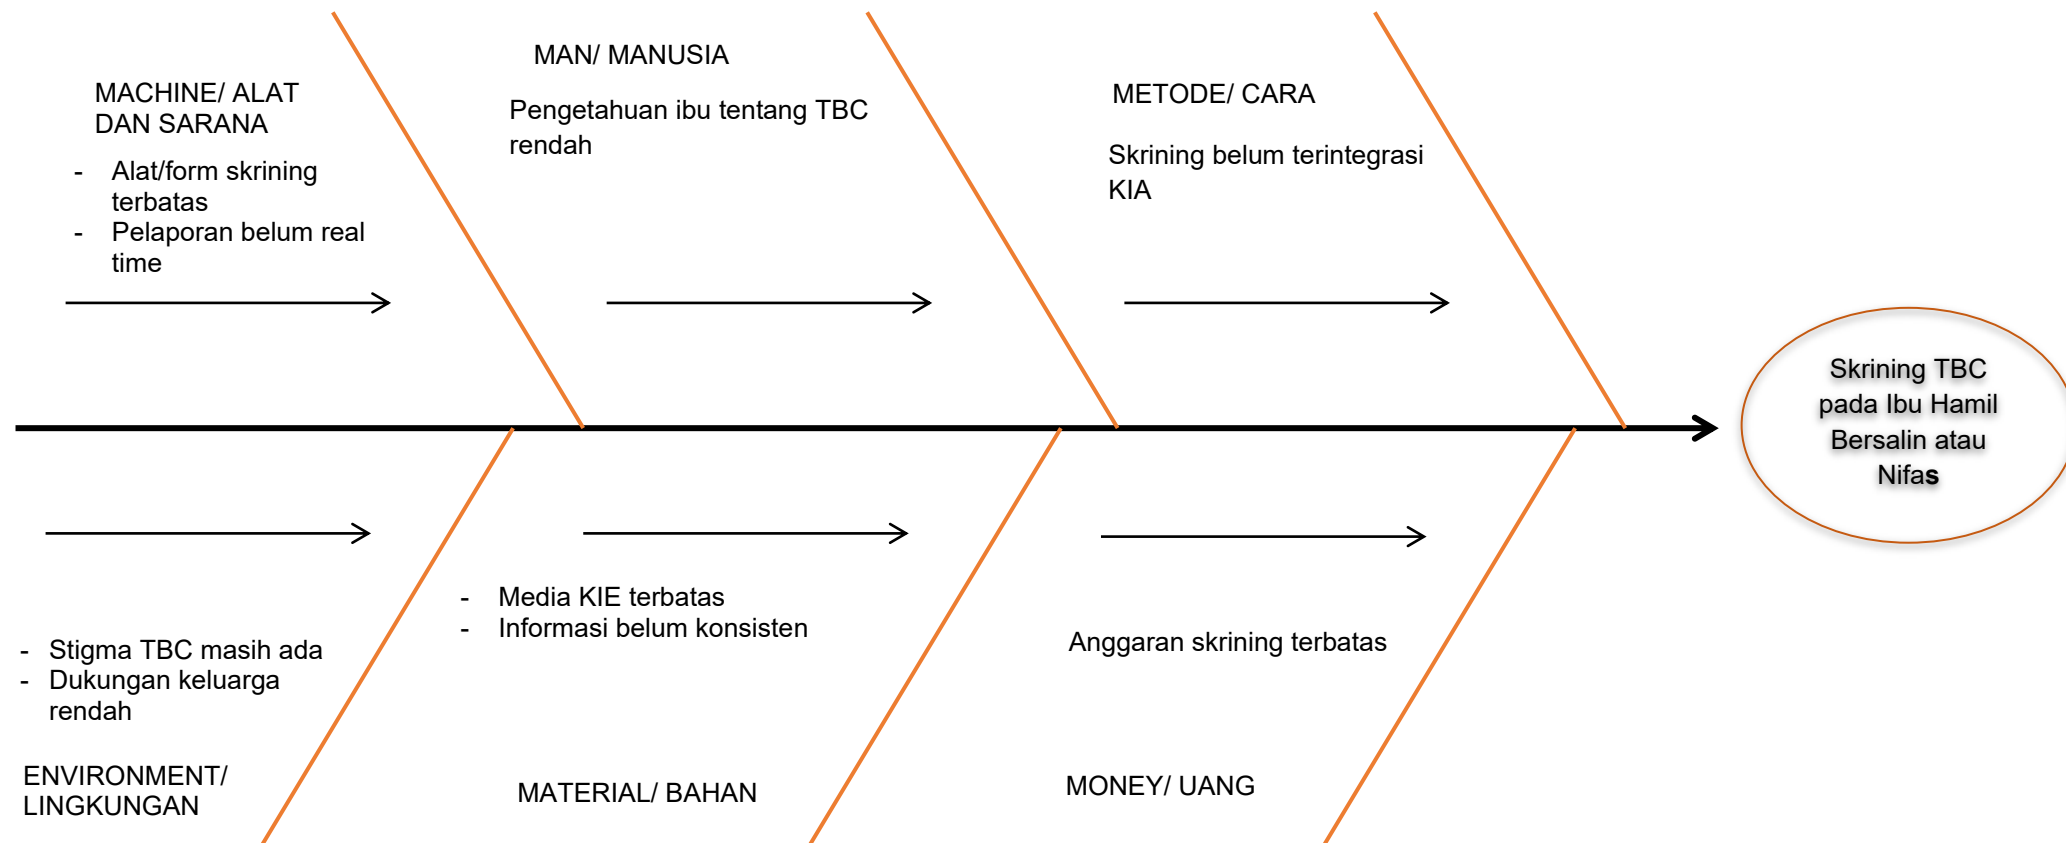 MACHINE/ ALAT
DAN SARANA
- Alat/form skrining
terbatas
- Pelaporan belum real
time
MAN/ MANUSIA
Pengetahuan ibu tentang TBC
rendah
METODE/ CARA
Skrining belum terintegrasi
KIA
Skrining TBC
pada Ibu Hamil
Bersalin atau
Nifas
- Stigma TBC masih ada
- Dukungan keluarga
rendah
ENVIRONMENT/
LINGKUNGAN
- Media KIE terbatas
- Informasi belum konsisten
MATERIAL/ BAHAN
Anggaran skrining terbatas
MONEY/ UANG